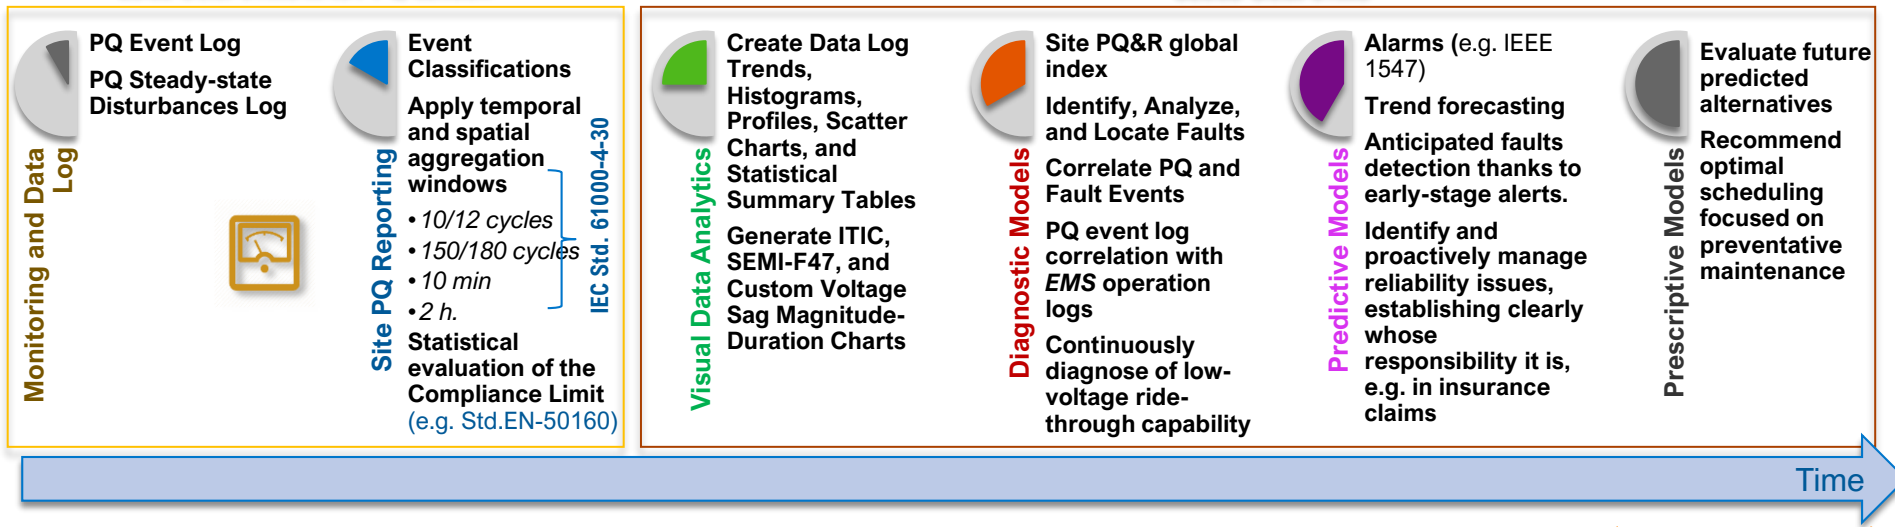 PQ Event Log
PQ Steady-state
Disturbances Log
Monitoring and Data
Log
Event
Classifications
Apply temporal
and spatial
aggregation
windows
• 10/12 cycles
• 150/180 cycles
• 10 min
• 2 h.
Statistical
evaluation of the
Compliance Limit
(e.g. Std.EN-50160)
Site PQ Reporting
IEC Std. 61000-4-30
Create Data Log
Trends,
Histograms,
Profiles, Scatter
Charts, and
Statistical
Summary Tables
Generate ITIC,
SEMI-F47, and
Custom Voltage
Sag Magnitude-
Duration Charts
Visual Data Analytics
Site PQ&R global
index
Identify, Analyze,
and Locate Faults
Correlate PQ and
Fault Events
PQ event log
correlation with
EMS operation
logs
Continuously
diagnose of low-
voltage ride-
through capability
Diagnostic Models
Alarms (e.g. IEEE
1547)
Trend forecasting
Anticipated faults
detection thanks to
early-stage alerts.
Identify and
proactively manage
reliability issues,
establishing clearly
whose
responsibility it is,
e.g. in insurance
claims
Predictive Models
Evaluate future
predicted
alternatives
Recommend
optimal
scheduling
focused on
preventative
maintenance
Prescriptive Models
Time